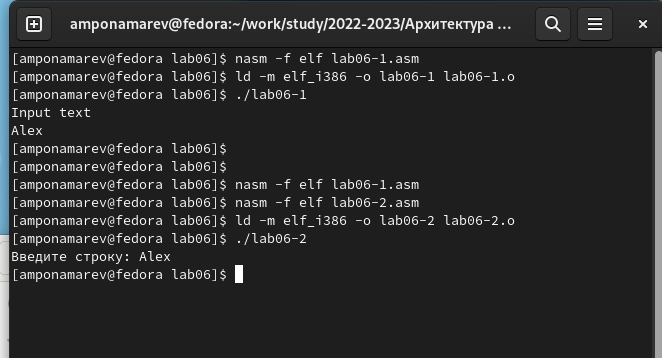 amponamarev@fedora:~/work/study/2022-2023/Архитектура ...
[amponamarev@fedora lab06]$ nasm -f elf lab06-1.asm
[amponamarev@fedora lab06]$ ld -m elf_i386 -o lab06-1 lab06-1.o
[amponamarev@fedora lab06]$ ./lab06-1
Input text
Alex
[amponamarev@fedora lab06]$
[amponamarev@fedora lab06]$
[amponamarev@fedora lab06]$ nasm -f elf lab06-1.asm
[amponamarev@fedora lab06]$ nasm -f elf lab06-2.asm
[amponamarev@fedora lab06]$ ld -m elf_i386 -o lab06-2 lab06-2.o
[amponamarev@fedora lab06]$ ./lab06-2
Введите строку: Alex
[amponamarev@fedora lab06]$